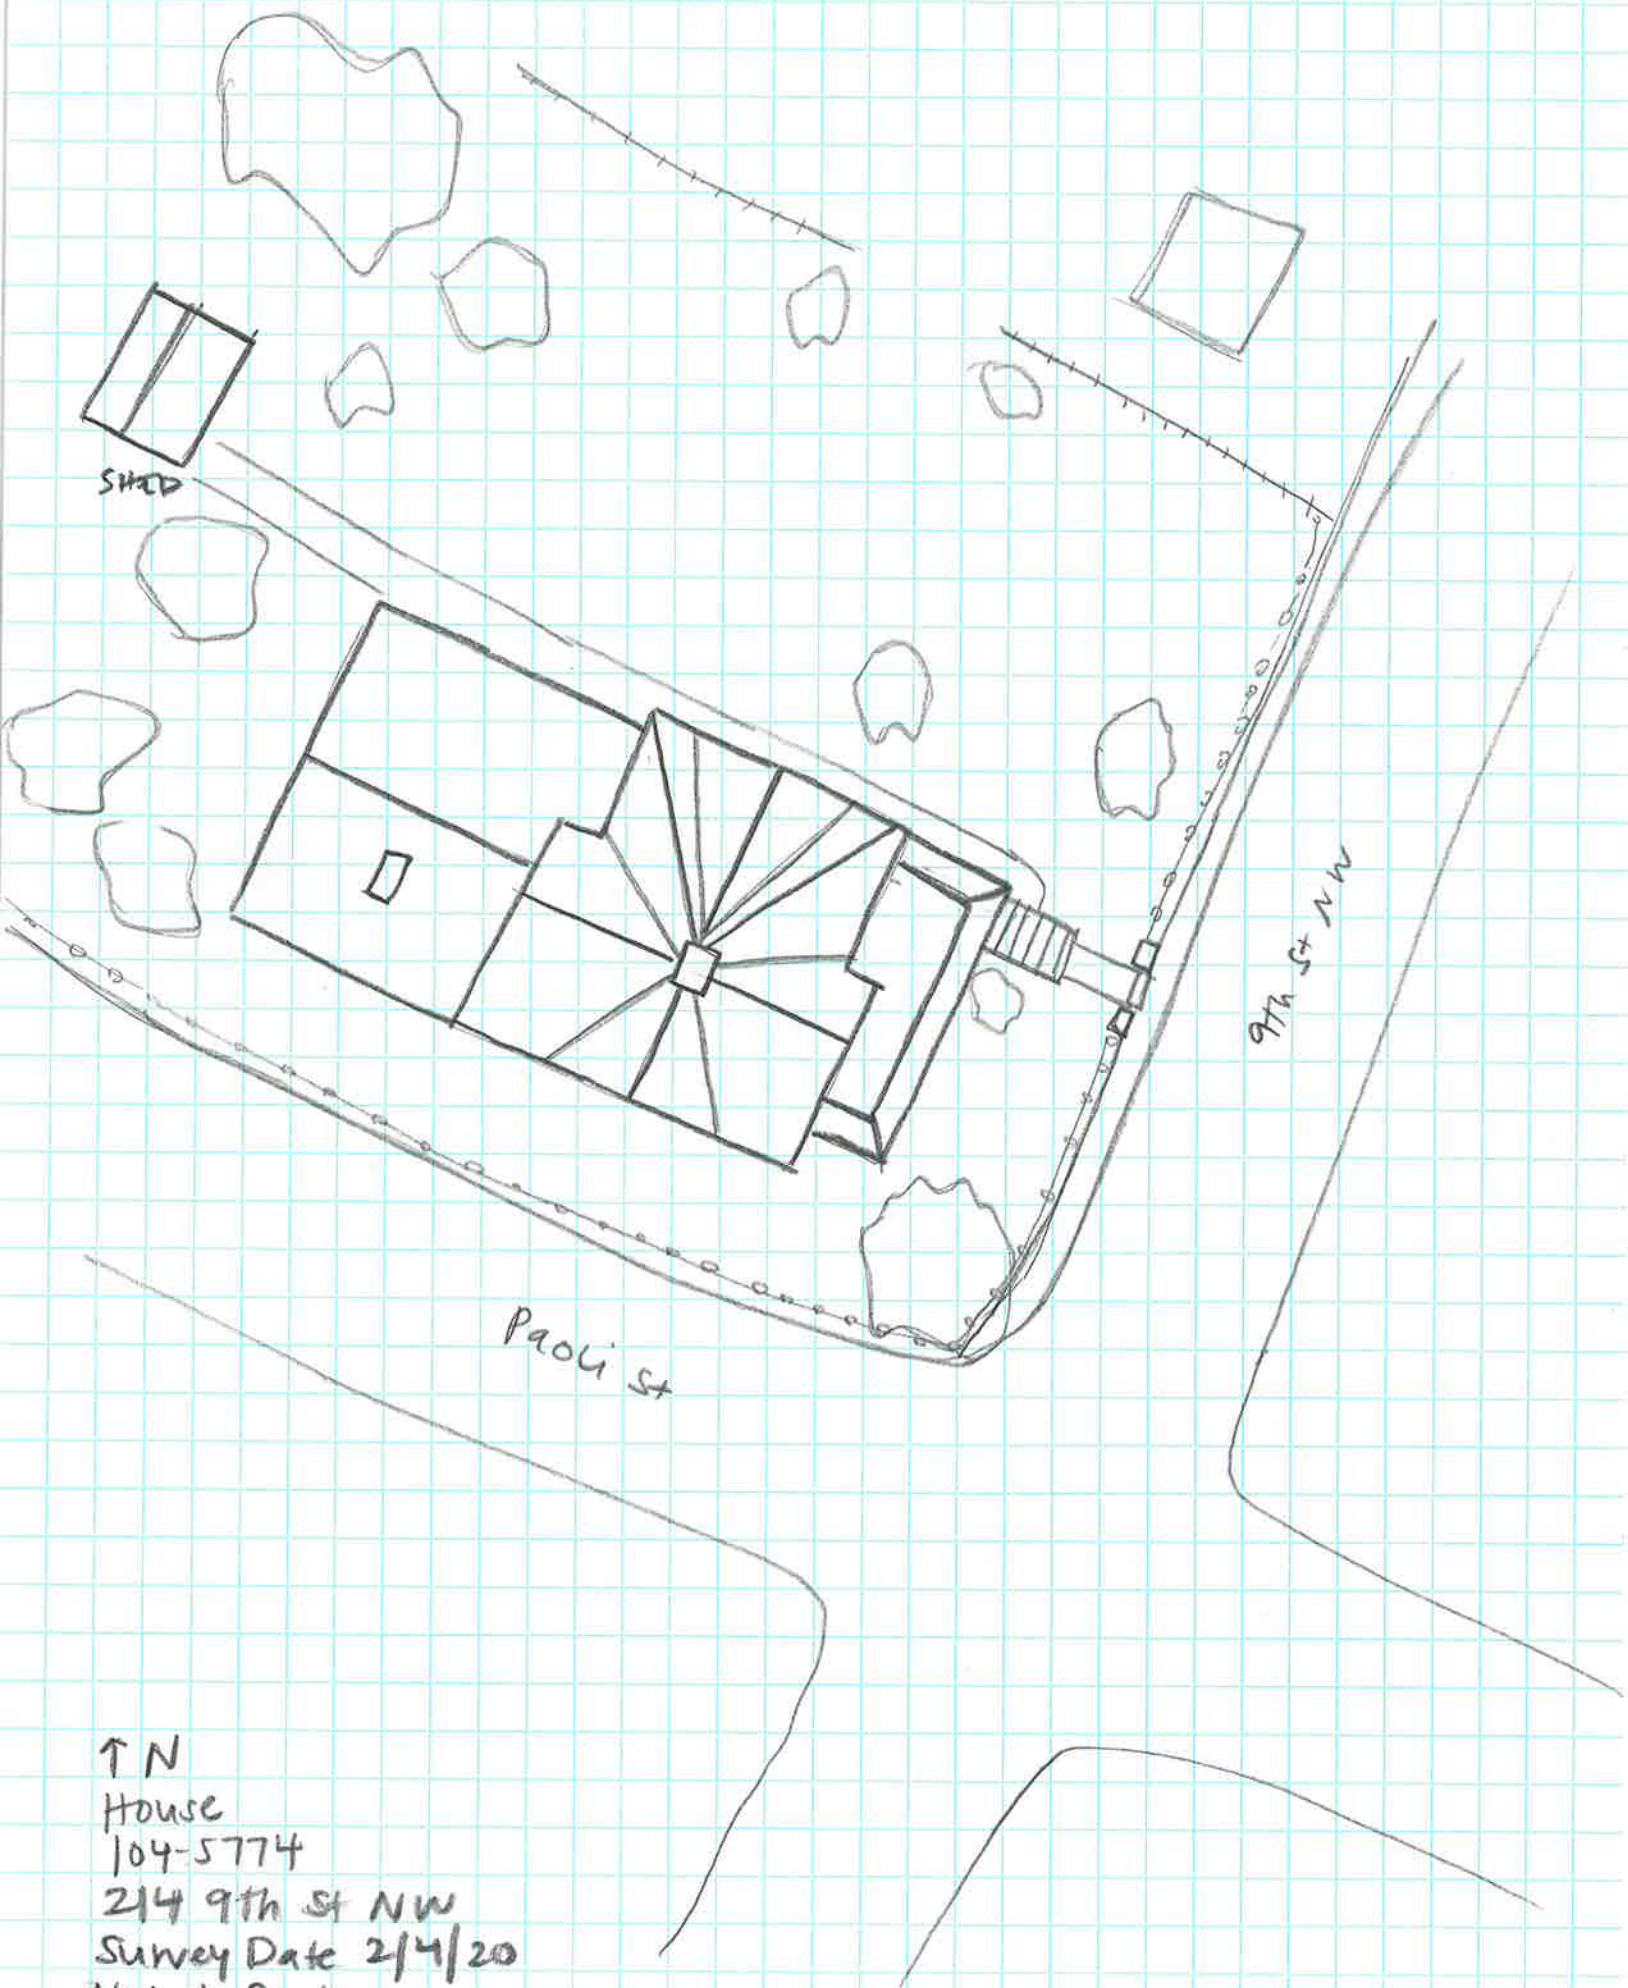 SHED
9th St NW
Paoli St
↑ N
House
104-5774
214 9th St NW
Survey Date 2/4/20